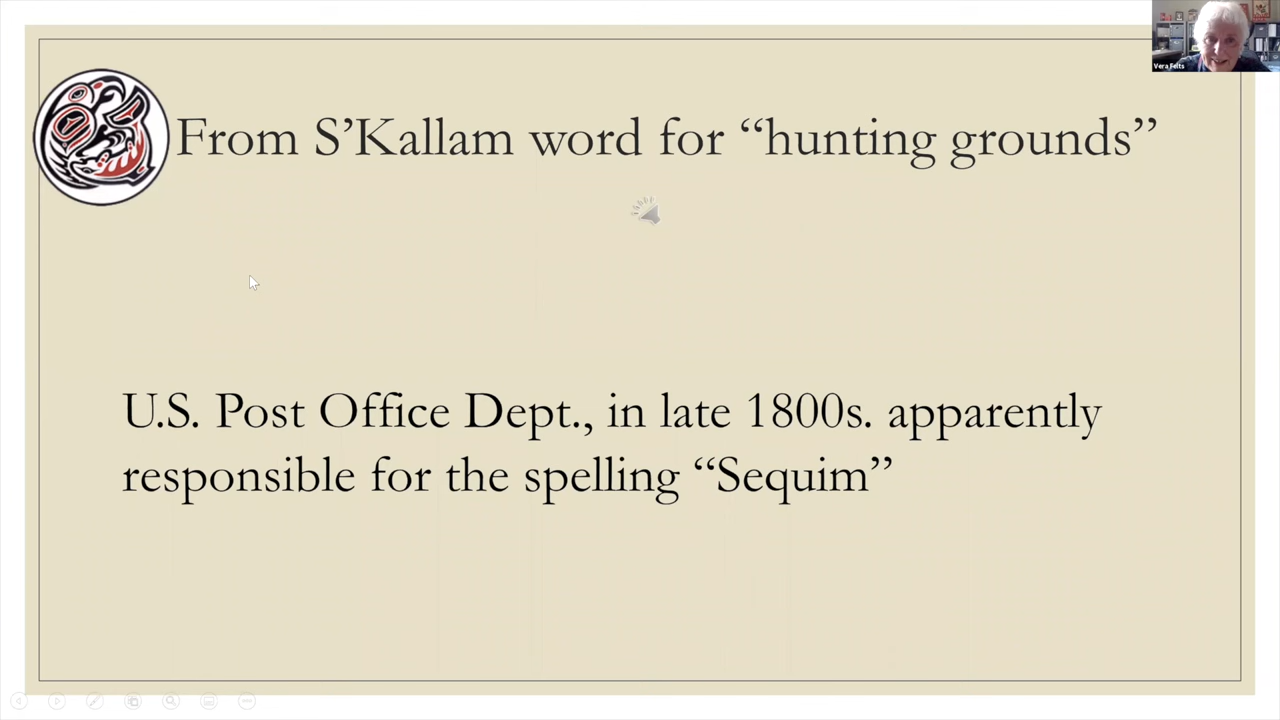 Vera Felts
From S’Kallam word for “hunting grounds”
U.S. Post Office Dept., in late 1800s. apparently
responsible for the spelling “Sequim”